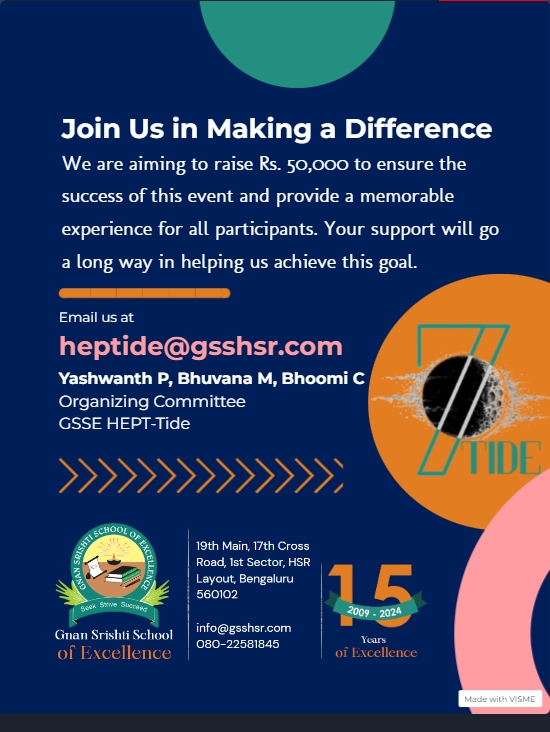 Join Us in Making a Difference
We are aiming to raise Rs. 50,000 to ensure the
success of this event and provide a memorable
experience for all participants. Your support will go
a long way in helping us achieve this goal.
Email us at
heptide@gsshsr.com
Yashwanth P, Bhuvana M, Bhoomi C
Organizing Committee
GSSE HEPT-Tide
7
TIDE
GNAN SRISHTI SCHOOL OF EXCELLENCE
Seek Strive Succeed
Gnan Srishti School
of Excellence
19th Main, 17th Cross
Road, 1st Sector, HSR
Layout, Bengaluru
560102
info@gsshsr.com
080-22581845
15
2009 - 2024
Years
of Excellence
Made with VISME